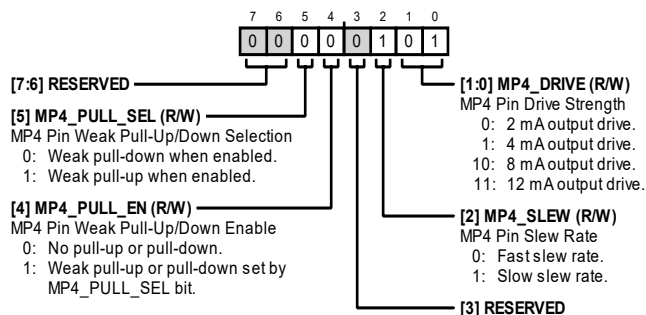 7 6 5 4 3 2 1 0
0 0 0 0 0 1 0 1
[7:6] RESERVED
[5] MP4_PULL_SEL (R/W)
MP4 Pin Weak Pull-Up/Down Selection
0: Weak pull-down when enabled.
1: Weak pull-up when enabled.
[4] MP4_PULL_EN (R/W)
MP4 Pin Weak Pull-Up/Down Enable
0: No pull-up or pull-down.
1: Weak pull-up or pull-down set by
MP4_PULL_SEL bit.
[1:0] MP4_DRIVE (R/W)
MP4 Pin Drive Strength
0: 2 mA output drive.
1: 4 mA output drive.
10: 8 mA output drive.
11: 12 mA output drive.
[2] MP4_SLEW (R/W)
MP4 Pin Slew Rate
0: Fast slew rate.
1: Slow slew rate.
[3] RESERVED